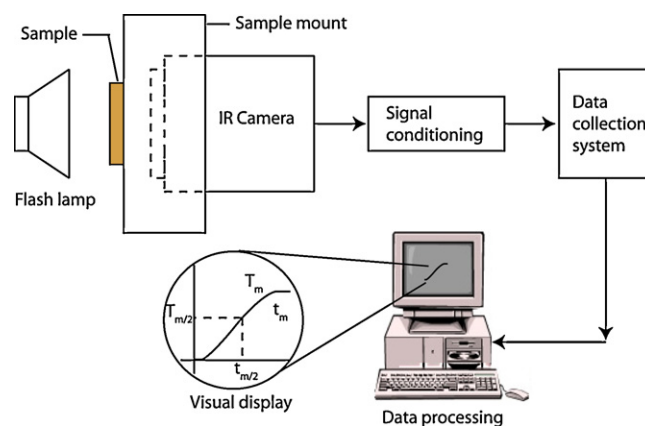 Sample
Sample mount
IR Camera
Signal
conditioning
Data
collection
system
Flash lamp
T_m
T_m/2
t_m
t_m/2
Visual display
Data processing